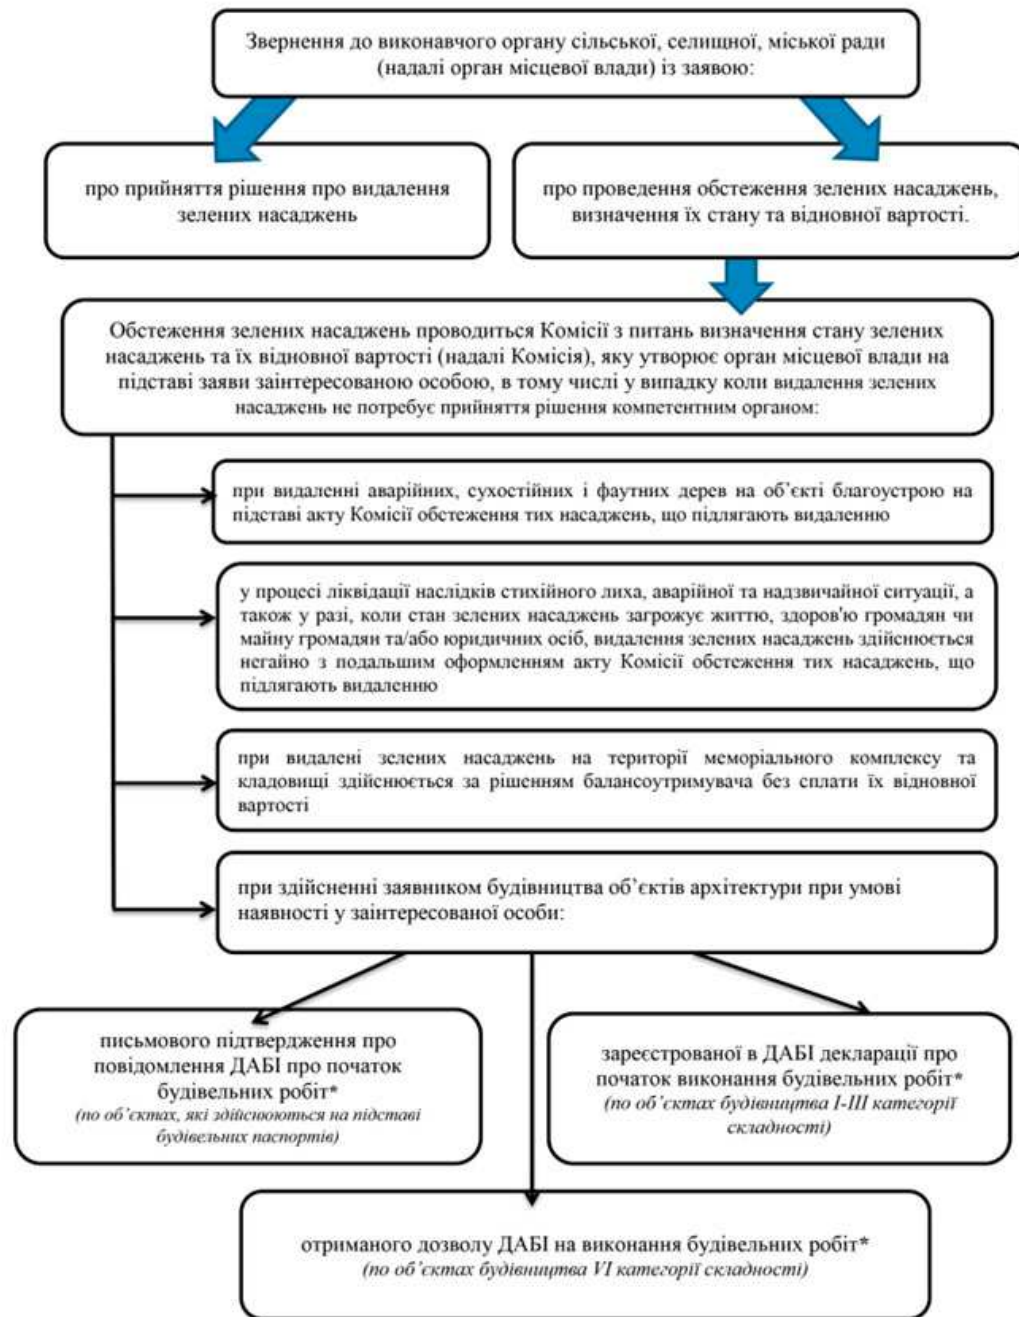 Звернення до виконавчого органу сільської, селищної, міської ради
(надалі орган місцевої влади) із заявою:
про прийняття рішення про видалення
зелених насаджень
про проведення обстеження зелених насаджень,
визначення їх стану та відновної вартості.
Обстеження зелених насаджень проводиться Комісії з питань визначення стану зелених
насаджень та їх відновної вартості (надалі Комісія), яку утворює орган місцевої влади на
підставі заяви заінтересованою особою, в тому числі у випадку коли видалення зелених
насаджень не потребує прийняття рішення компетентним органом:
при видаленні аварійних, сухостійних і фаутних дерев на об’єкті благоустрою на
підставі акту Комісії обстеження тих насаджень, що підлягають видаленню
у процесі ліквідації наслідків стихійного лиха, аварійної та надзвичайної ситуації, а
також у разі, коли стан зелених насаджень загрожує життю, здоров'ю громадян чи
майну громадян та/або юридичних осіб, видалення зелених насаджень здійснюється
негайно з подальшим оформленням акту Комісії обстеження тих насаджень, що
підлягають видаленню
при видалені зелених насаджень на території меморіального комплексу та
кладовищі здійснюється за рішенням балансоутримувача без сплати їх відновної
вартості
при здійсненні заявником будівництва об’єктів архітектури при умові
наявності у заінтересованої особи:
письмового підтвердження про
повідомлення ДАБІ про початок
будівельних робіт*
(по об’єктах, які здійснюються на підставі
будівельних паспортів)
зареєстрованої в ДАБІ декларації про
початок виконання будівельних робіт*
(по об’єктах будівництва І-ІІІ категорії
складності)
отриманого дозволу ДАБІ на виконання будівельних робіт*
(по об’єктах будівництва VI категорії складності)